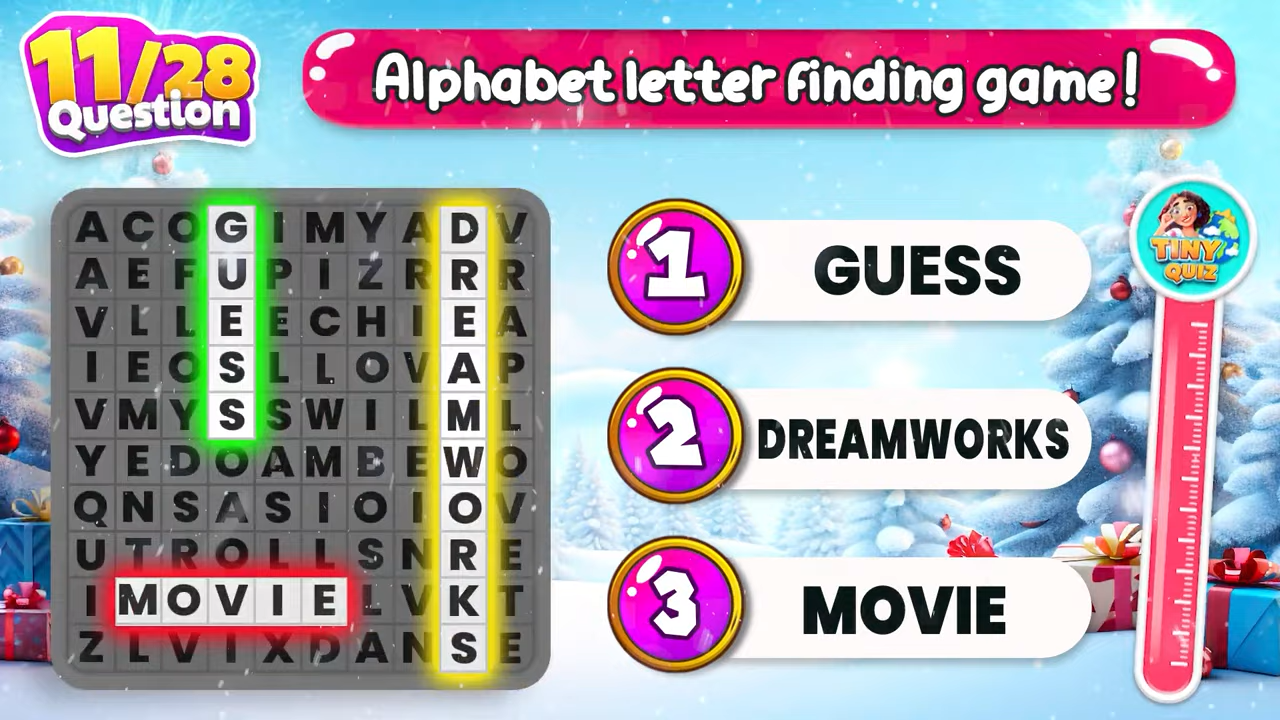 11/28
Question
Alphabet letter finding game!
A C O G I M Y A D V
A E F U P I Z R R R
V L L E E C H I E A
I E O S L L O V A P
V M Y S S W I L M L
Y E D O A M B E W O
Q N S A S I O I O V
U T R O L L S N R E
I M O V I E L V K T
Z L V I X D A N S E
1 GUESS
2 DREAMWORKS
3 MOVIE
TINY
QUIZ